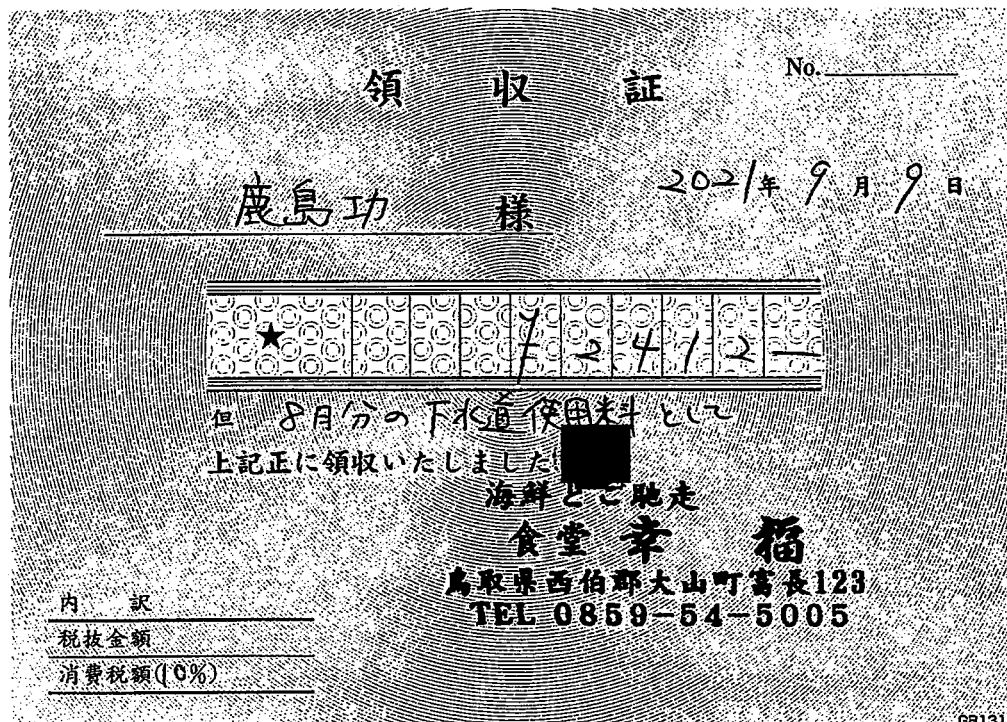 領収証
No.
2021年9月9日
鹿島功 様
★ ¥2412—
但 8月分の下水道使用料として
上記正に領収いたしました
海鮮とご馳走
食堂 幸福
鳥取県西伯郡大山町富長123
TEL 0859-54-5005
内訳
税抜金額
消費税額(10%)